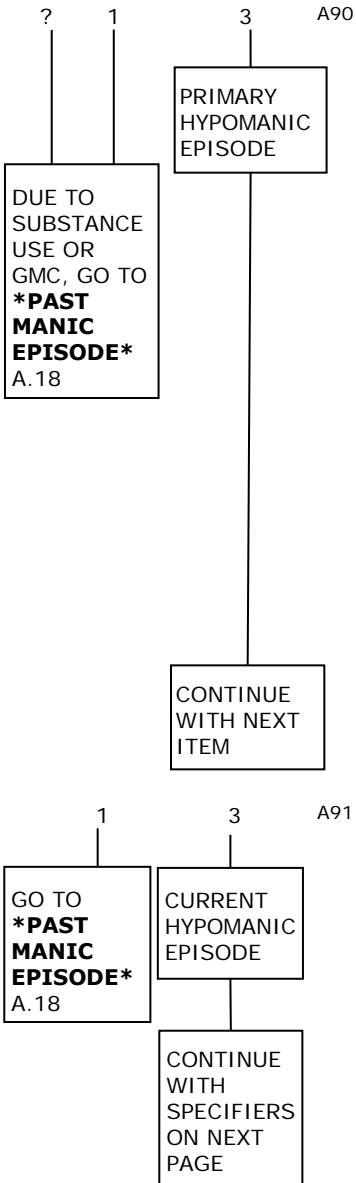 ? 1 3 A90
PRIMARY
HYPOMANIC
EPISODE
DUE TO
SUBSTANCE
USE OR
GMC, GO TO
*PAST
MANIC
EPISODE*
A.18
CONTINUE
WITH NEXT
ITEM
1 3 A91
GO TO
*PAST
MANIC
EPISODE*
A.18
CURRENT
HYPOMANIC
EPISODE
CONTINUE
WITH
SPECIFIERS
ON NEXT
PAGE